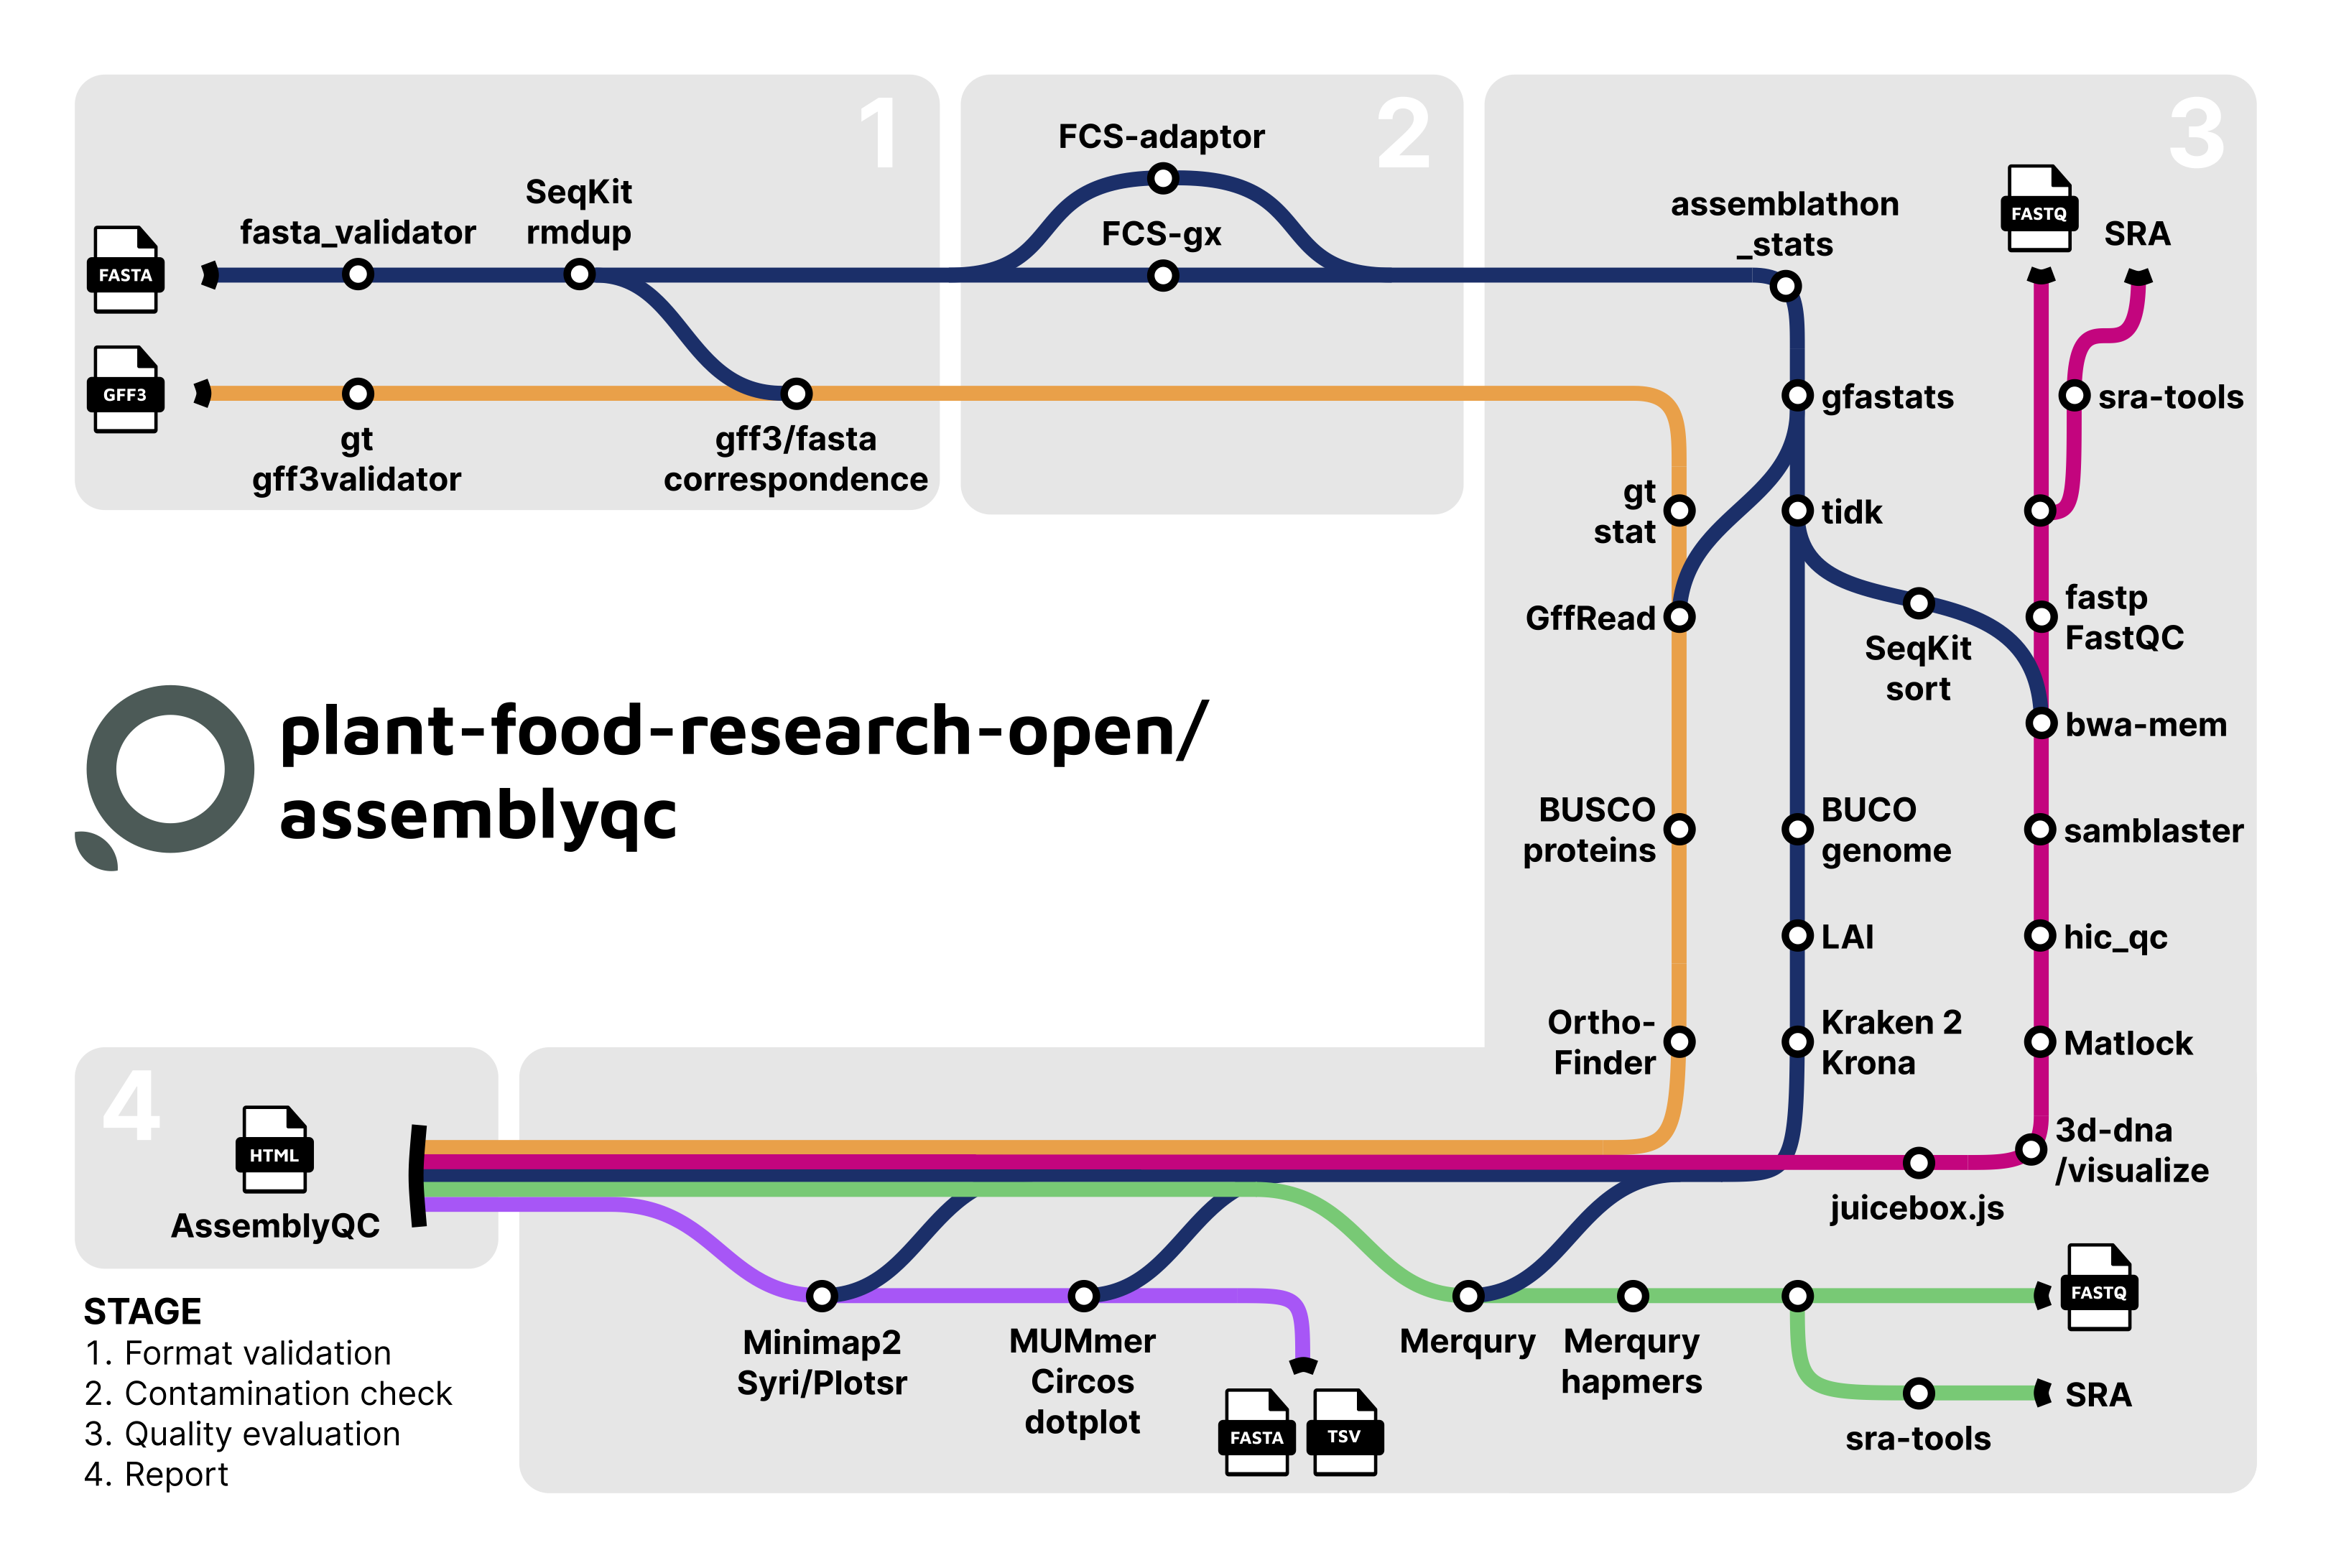 1
2
3
FCS-adaptor
FCS-gx
SeqKit
rmdup
fasta_validator
FASTA
GFF3
gt
gff3validator
gff3/fasta
correspondence
assemblathon
_stats
FASTQ
SRA
gfastats
sra-tools
gt
stat
tidk
GffRead
fastp
FastQC
SeqKit
sort
bwa-mem
plant-food-research-open/
assemblyqc
BUSCO
proteins
BUCO
genome
samblaster
LAI
hic_qc
Ortho-
Finder
Kraken 2
Krona
Matlock
3d-dna
/visualize
juicebox.js
4
HTML
AssemblyQC
STAGE
1. Format validation
2. Contamination check
3. Quality evaluation
4. Report
Minimap2
Syri/Plotsr
MUMmer
Circos
dotplot
FASTA
TSV
Merqury
Merqury
hapmers
FASTQ
SRA
sra-tools